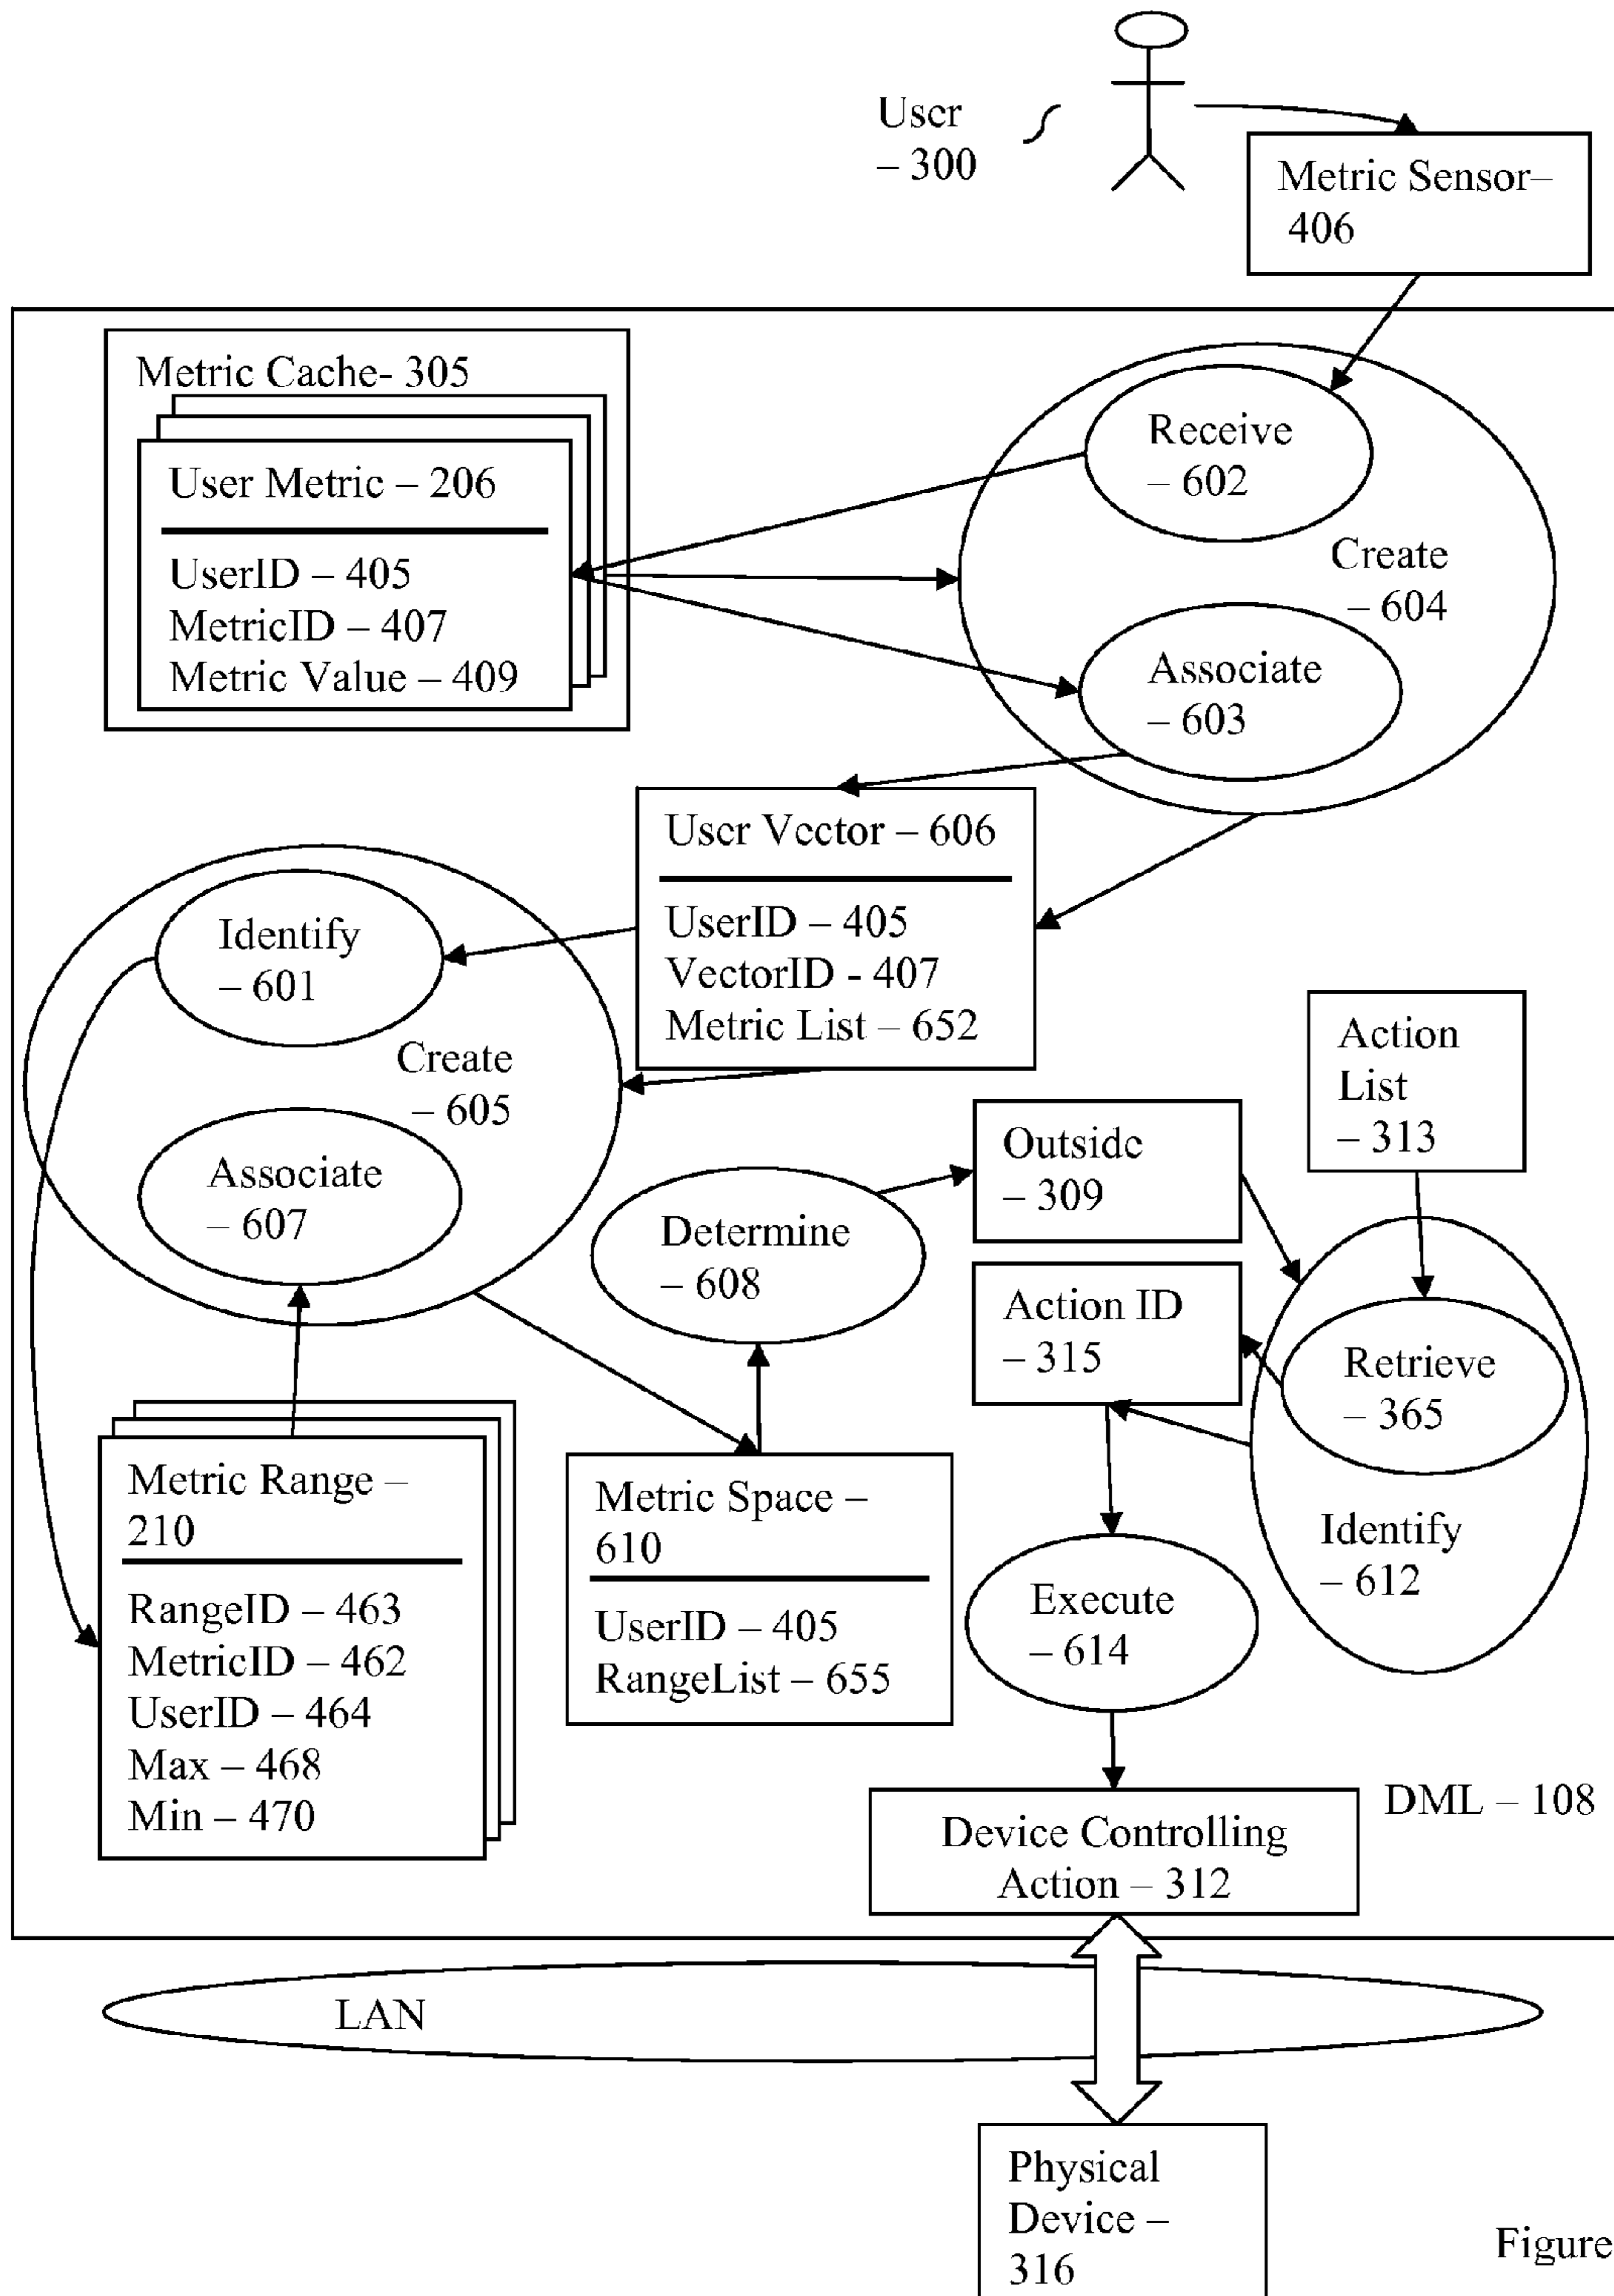 User
– 300
Metric Sensor–
406
Metric Cache- 305
User Metric – 206
UserID – 405
MetricID – 407
Metric Value – 409
Receive
– 602
Create
– 604
Associate
– 603
User Vector – 606
UserID – 405
VectorID - 407
Metric List – 652
Identify
– 601
Create
– 605
Associate
– 607
Action
List
– 313
Outside
– 309
Determine
– 608
Action ID
– 315
Retrieve
– 365
Identify
– 612
Metric Range –
210
RangeID – 463
MetricID – 462
UserID – 464
Max – 468
Min – 470
Metric Space –
610
UserID – 405
RangeList – 655
Execute
– 614
DML – 108
Device Controlling
Action – 312
LAN
Physical
Device –
316
Figure